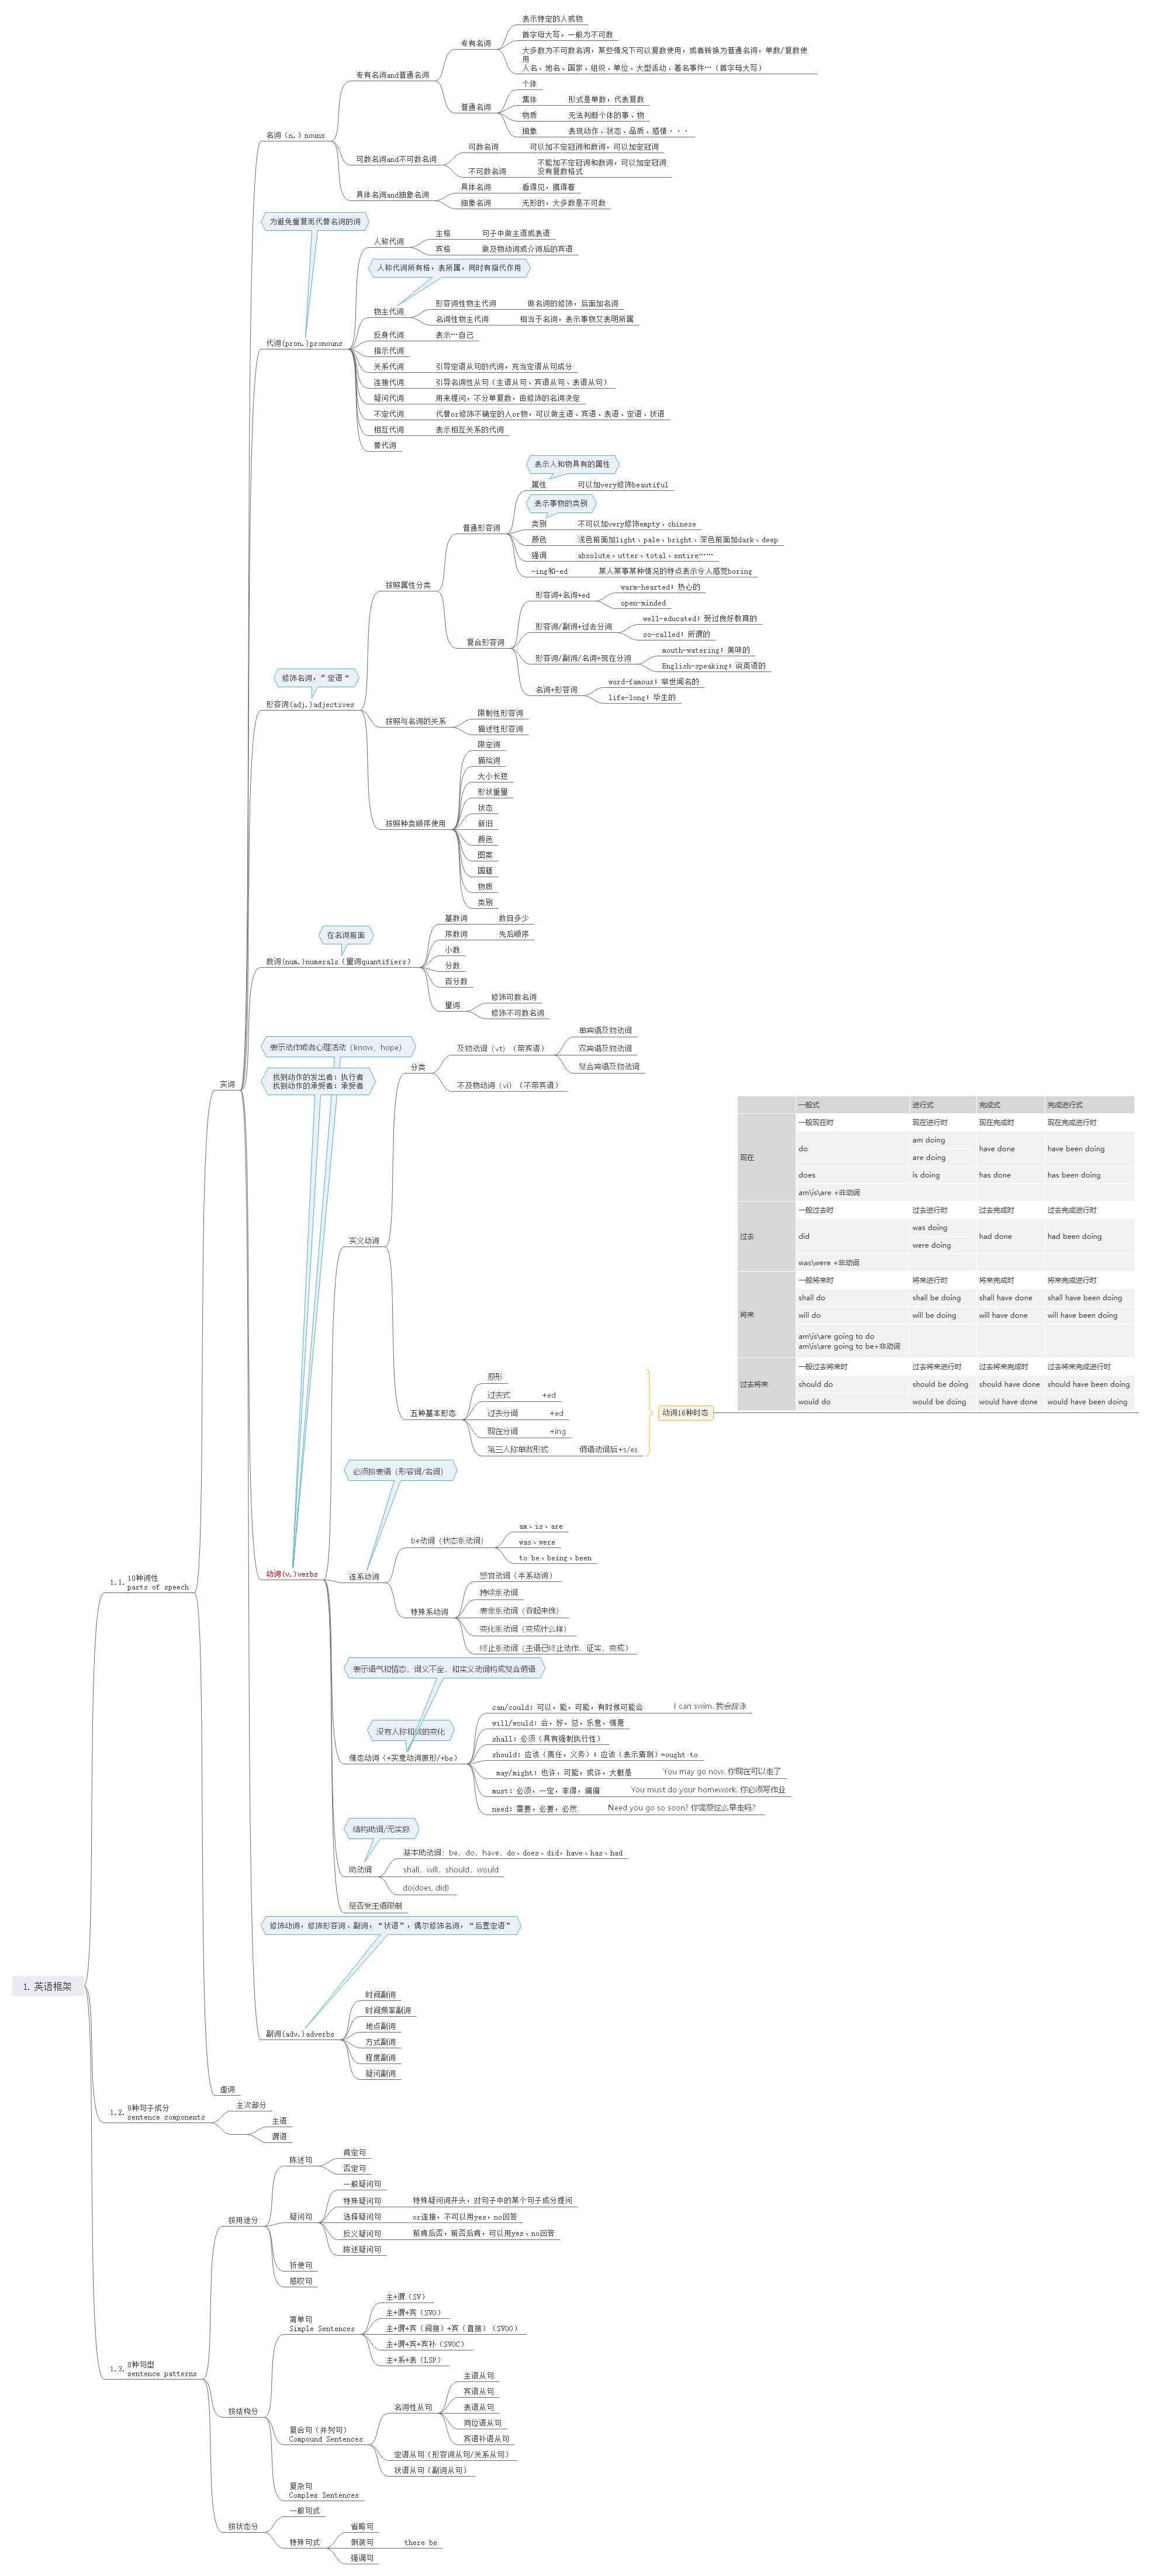 1. 英语框架
1.1. 10种词性
parts of speech
实词
名词（n.）nouns
专有名词and普通名词
专有名词
表示特定的人或物
首字母大写，一般为不可数
大多数为不可数名词，某些情况下可以复数使用，或者转换为普通名词，单数/复数使
用
人名、地名、国家、组织、单位、大型活动、著名事件…（首字母大写）
普通名词
个体
集体 形式是单数，代表复数
物质 无法判断个体的事、物
抽象 表现动作、状态、品质、感情・・・
可数名词and不可数名词
可数名词 可以加不定冠词和数词，可以加定冠词
不可数名词 不能加不定冠词和数词，可以加定冠词
没有复数格式
具体名词and抽象名词
具体名词 看得见，摸得着
抽象名词 无形的，大多数是不可数
为避免重复而代替名词的词
代词(pron.)pronouns
人称代词
主格 句子中做主语或表语
宾格 做及物动词或介词后的宾语
人称代词所有格，表所属，同时有指代作用
物主代词
形容词性物主代词 做名词的修饰，后面加名词
名词性物主代词 相当于名词，表示事物又表明所属
反身代词 表示…自己
指示代词
关系代词 引导定语从句的代词，充当定语从句成分
连接代词 引导名词性从句（主语从句、宾语从句、表语从句）
疑问代词 用来提问，不分单复数，由修饰的名词决定
不定代词 代替or修饰不确定的人or物，可以做主语、宾语、表语、定语、状语
相互代词 表示相互关系的代词
替代词
修饰名词，”定语“
形容词(adj.)adjectives
按照属性分类
普通形容词
表示人和物具有的属性
属性 可以加very修饰beautiful
表示事物的类别
类别 不可以加very修饰empty、chinese
颜色 浅色前面加light、pale、bright、深色前面加dark、deep
强调 absolute、utter、total、entire……
-ing和-ed 某人某事某种情况的特点表示令人感觉boring
复合形容词
形容词+名词+ed
warm-hearted：热心的
open-minded
形容词/副词+过去分词
well-educated：受过良好教育的
so-called：所谓的
形容词/副词/名词+现在分词
mouth-watering：美味的
English-speaking：说英语的
名词+形容词
word-famous：举世闻名的
life-long：毕生的
按照与名词的关系
限制性形容词
描述性形容词
按照种类顺序使用
限定词
描绘词
大小长短
形状重量
状态
新旧
颜色
图案
国籍
物质
类别
在名词前面
数词(num.)numerals（量词quantifiers）
基数词 数目多少
序数词 先后顺序
小数
分数
百分数
量词
修饰可数名词
修饰不可数名词
表示动作或者心理活动（know、hope）
找到动作的发出者：执行者
找到动作的承受者：承受者
动词(v.)verbs
实义动词
分类
及物动词（vt）（带宾语）
单宾语及物动词
双宾语及物动词
复合宾语及物动词
不及物动词（vi）（不带宾语）
五种基本形态
原形
过去式 +ed
过去分词 +ed
现在分词 +ing
第三人称单数形式 谓语动词后+s/es
动词16种时态
一般式 进行式 完成式 完成进行式
现在
一般现在时 现在进行时 现在完成时 现在完成进行时
do am doing have done have been doing
are doing
does is doing has done has been doing
am\is\are +非动词
过去
一般过去时 过去进行时 过去完成时 过去完成进行时
did was doing had done had been doing
were doing
was\were +非动词
将来
一般将来时 将来进行时 将来完成时 将来完成进行时
shall do shall be doing shall have done shall have been doing
will do will be doing will have done will have been doing
am\is\are going to do
am\is\are going to be+非动词
过去将来
一般过去将来时 过去将来进行时 过去将来完成时 过去将来完成进行时
should do should be doing should have done should have been doing
would do would be doing would have done would have been doing
必须接表语（形容词/名词）
连系动词
be动词（状态系动词）
am、is、are
was、were
to be、being、been
特殊系动词
感官动词（半系动词）
持续系动词
表像系动词（看起来像）
变化系动词（变成什么样）
终止系动词（主语已终止动作，证实，变成）
表示语气和情态，词义不全，和实义动词构成复合谓语
没有人称和数的变化
情态动词（+实意动词原形/+be）
can/could：可以，能，可能，有时候可能会 I can swim. 我会游泳
will/would：会，好，总，乐意，情愿
shall：必须（具有强制执行性）
should：应该（责任，义务）；应该（表示猜测）=ought to
may/might：也许，可能，或许，大概是 You may go now. 你现在可以走了
must：必须，一定，非得，偏偏 You must do your homework. 你必须写作业
need：需要，必要，必然 Need you go so soon? 你需要这么早走吗?
结构助词/无实意
助动词
基本助动词：be，do，have，do、does、did，have、has、had
shall，will，should，would
do(does, did)
是否受主语限制
修饰动词，修饰形容词、副词，“状语”，偶尔修饰名词，“后置定语”
副词(adv.)adverbs
时间副词
时间频率副词
地点副词
方式副词
程度副词
疑问副词
虚词
1.2. 9种句子成分
sentence components
主次部分
主语
谓语
1.3. 8种句型
sentence patterns
按用途分
陈述句
肯定句
否定句
疑问句
一般疑问句
特殊疑问句 特殊疑问词开头，对句子中的某个句子成分提问
选择疑问句 or连接，不可以用yes，no回答
反义疑问句 前肯后否，前否后肯，可以用yes、no回答
陈述疑问句
祈使句
感叹句
按结构分
简单句
Simple Sentences
主+谓（SV）
主+谓+宾（SVO）
主+谓+宾（间接）+宾（直接）（SVOO）
主+谓+宾+宾补（SVOC）
主+系+表（LSP）
复合句（并列句）
Compound Sentences
名词性从句
主语从句
宾语从句
表语从句
同位语从句
宾语补语从句
定语从句（形容词从句/关系从句）
状语从句（副词从句）
复杂句
Complex Sentences
按状态分
一般句式
特殊句式
省略句
倒装句 there be
强调句